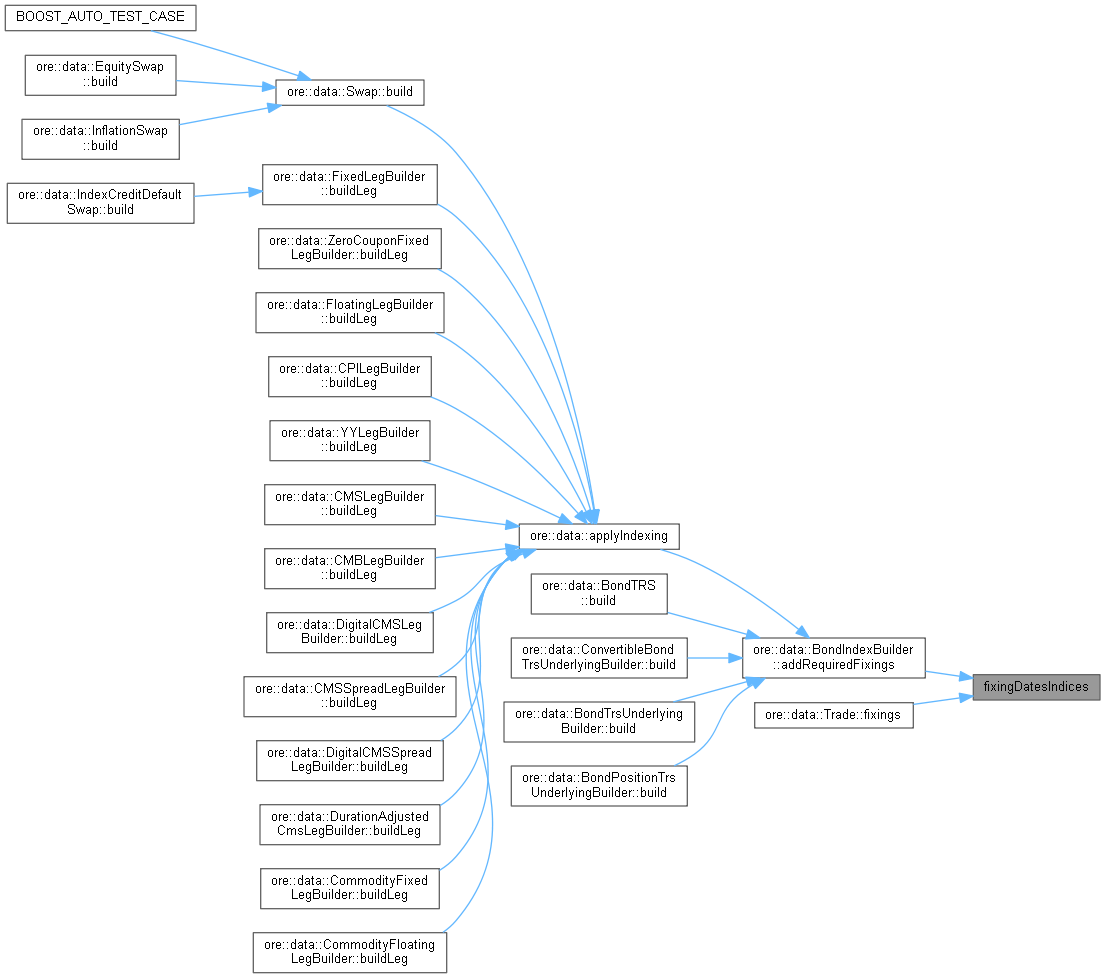 BOOST_AUTO_TEST_CASE
ore::data::EquitySwap
::build
ore::data::Swap::build
ore::data::InflationSwap
::build
ore::data::FixedLegBuilder
::buildLeg
ore::data::IndexCreditDefault
Swap::build
ore::data::ZeroCouponFixed
LegBuilder::buildLeg
ore::data::FloatingLegBuilder
::buildLeg
ore::data::CPILegBuilder
::buildLeg
ore::data::YYLegBuilder
::buildLeg
ore::data::CMSLegBuilder
::buildLeg
ore::data::applyIndexing
ore::data::CMBLegBuilder
::buildLeg
ore::data::BondTRS
::build
ore::data::DigitalCMSLeg
Builder::buildLeg
ore::data::ConvertibleBond
TrsUnderlyingBuilder::build
ore::data::BondIndexBuilder
::addRequiredFixings
fixingDatesIndices
ore::data::CMSSpreadLegBuilder
::buildLeg
ore::data::BondTrsUnderlying
Builder::build
ore::data::Trade::fixings
ore::data::DigitalCMSSpread
LegBuilder::buildLeg
ore::data::BondPositionTrs
UnderlyingBuilder::build
ore::data::DurationAdjusted
CmsLegBuilder::buildLeg
ore::data::CommodityFixed
LegBuilder::buildLeg
ore::data::CommodityFloating
LegBuilder::buildLeg